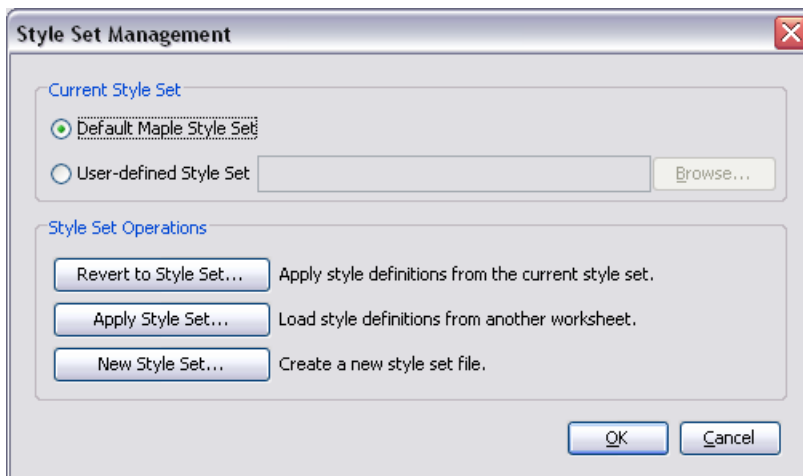 Style Set Management
Current Style Set
Default Maple Style Set
User-defined Style Set Browse...
Style Set Operations
Revert to Style Set... Apply style definitions from the current style set.
Apply Style Set... Load style definitions from another worksheet.
New Style Set... Create a new style set file.
OK Cancel